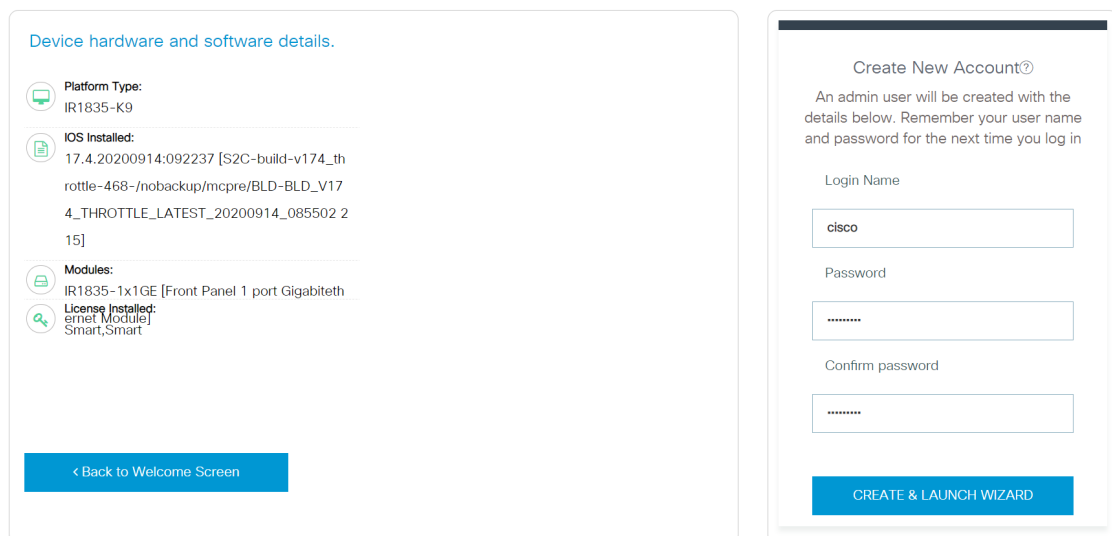 Device hardware and software details.
Platform Type:
IR1835-K9
IOS Installed:
17.4.20200914:092237 [S2C-build-v174_th
rottle-468-/nobackup/mcpre/BLD-BLD_V17
4_THROTTLE_LATEST_20200914_085502 2
15]
Modules:
IR1835-1x1GE [Front Panel 1 port Gigabiteth
ernet Module]
License Installed:
Smart,Smart
< Back to Welcome Screen
Create New Account?
An admin user will be created with the
details below. Remember your user name
and password for the next time you log in
Login Name
cisco
Password
•••••••••
Confirm password
•••••••••
CREATE & LAUNCH WIZARD